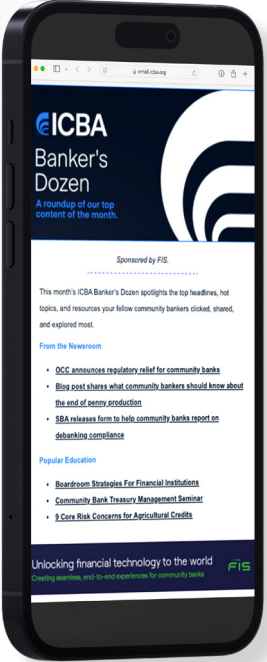 email.icba.org
ICBA
Banker's
Dozen
A roundup of our top
content of the month.
Sponsored by FIS.
This month's ICBA Banker's Dozen spotlights the top headlines, hot
topics, and resources your fellow community bankers clicked, shared,
and explored most.
From the Newsroom
• OCC announces regulatory relief for community banks
• Blog post shares what community bankers should know about
the end of penny production
• SBA releases form to help community banks report on
debanking compliance
Popular Education
• Boardroom Strategies For Financial Institutions
• Community Bank Treasury Management Seminar
• 9 Core Risk Concerns for Agricultural Credits
Unlocking financial technology to the world
Creating seamless, end-to-end experiences for community banks
FIS